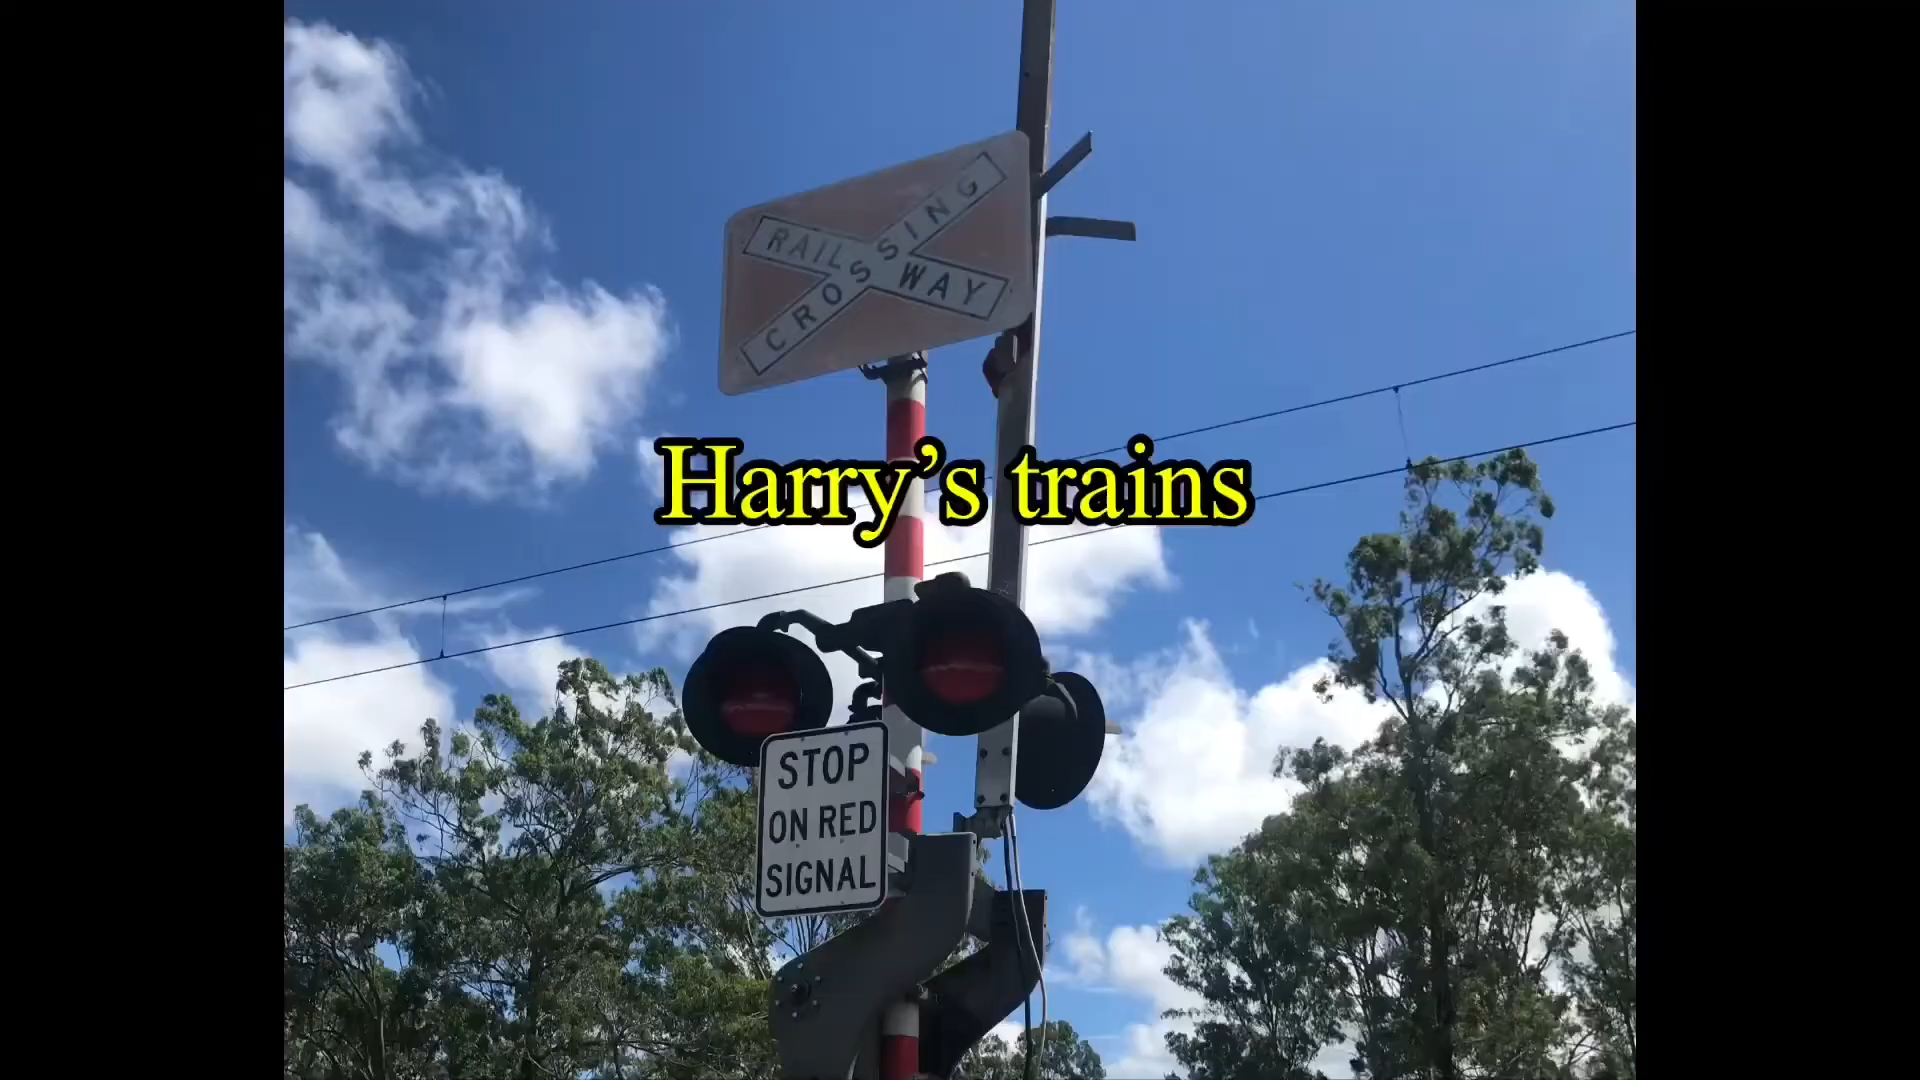 RAILWAY
CROSSING
Harry’s trains
STOP
ON RED
SIGNAL